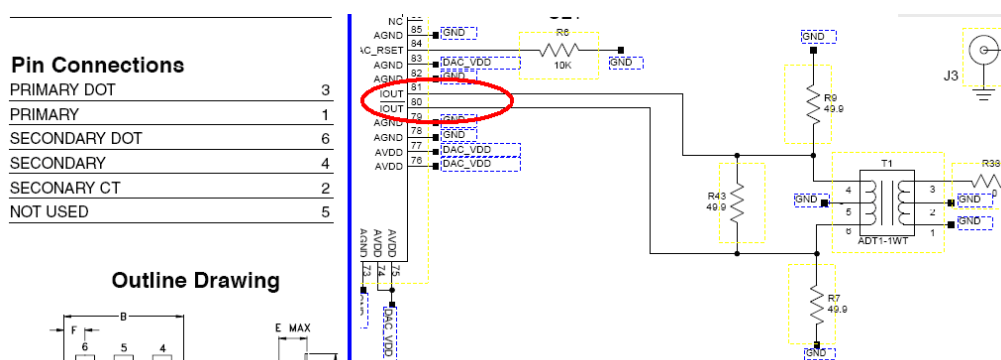 Pin Connections
PRIMARY DOT 3
PRIMARY 1
SECONDARY DOT 6
SECONDARY 4
SECONARY CT 2
NOT USED 5
Outline Drawing
B
F
6 5 4
E MAX
NC
AGND 85 GND
84
AGND 83 DAC_VDD
AGND 82 GND
IOUT 81
IOUT 80
AGND 79 GND
AGND 78 GND
AVDD 77 DAC_VDD
AVDD 76 DAC_VDD
AGND 73
AVDD 74
AVDD 75
DAC_VDD
R6
10K
GND
GND
R9
49.9
R43
49.9
R7
49.9
GND
GND
T1
4 3
5 2
6 1
ADT1-1WT
R38
0
GND
GND
J3